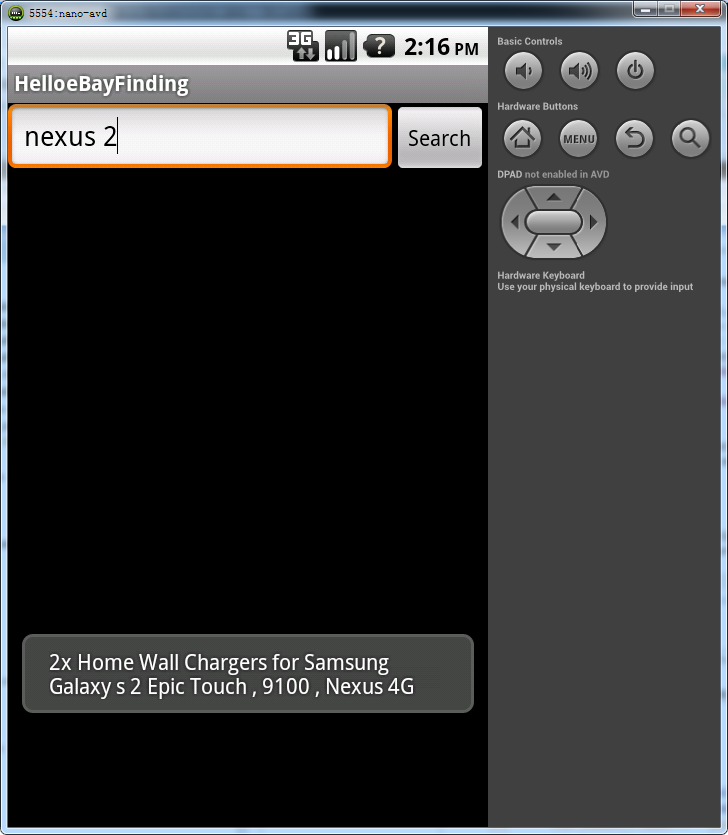 5554:nano-avd
3G
?
2:16 PM
HelloeBayFinding
nexus 2
Search
2x Home Wall Chargers for Samsung
Galaxy s 2 Epic Touch , 9100 , Nexus 4G
Basic Controls
Hardware Buttons
MENU
DPAD not enabled in AVD
Hardware Keyboard
Use your physical keyboard to provide input